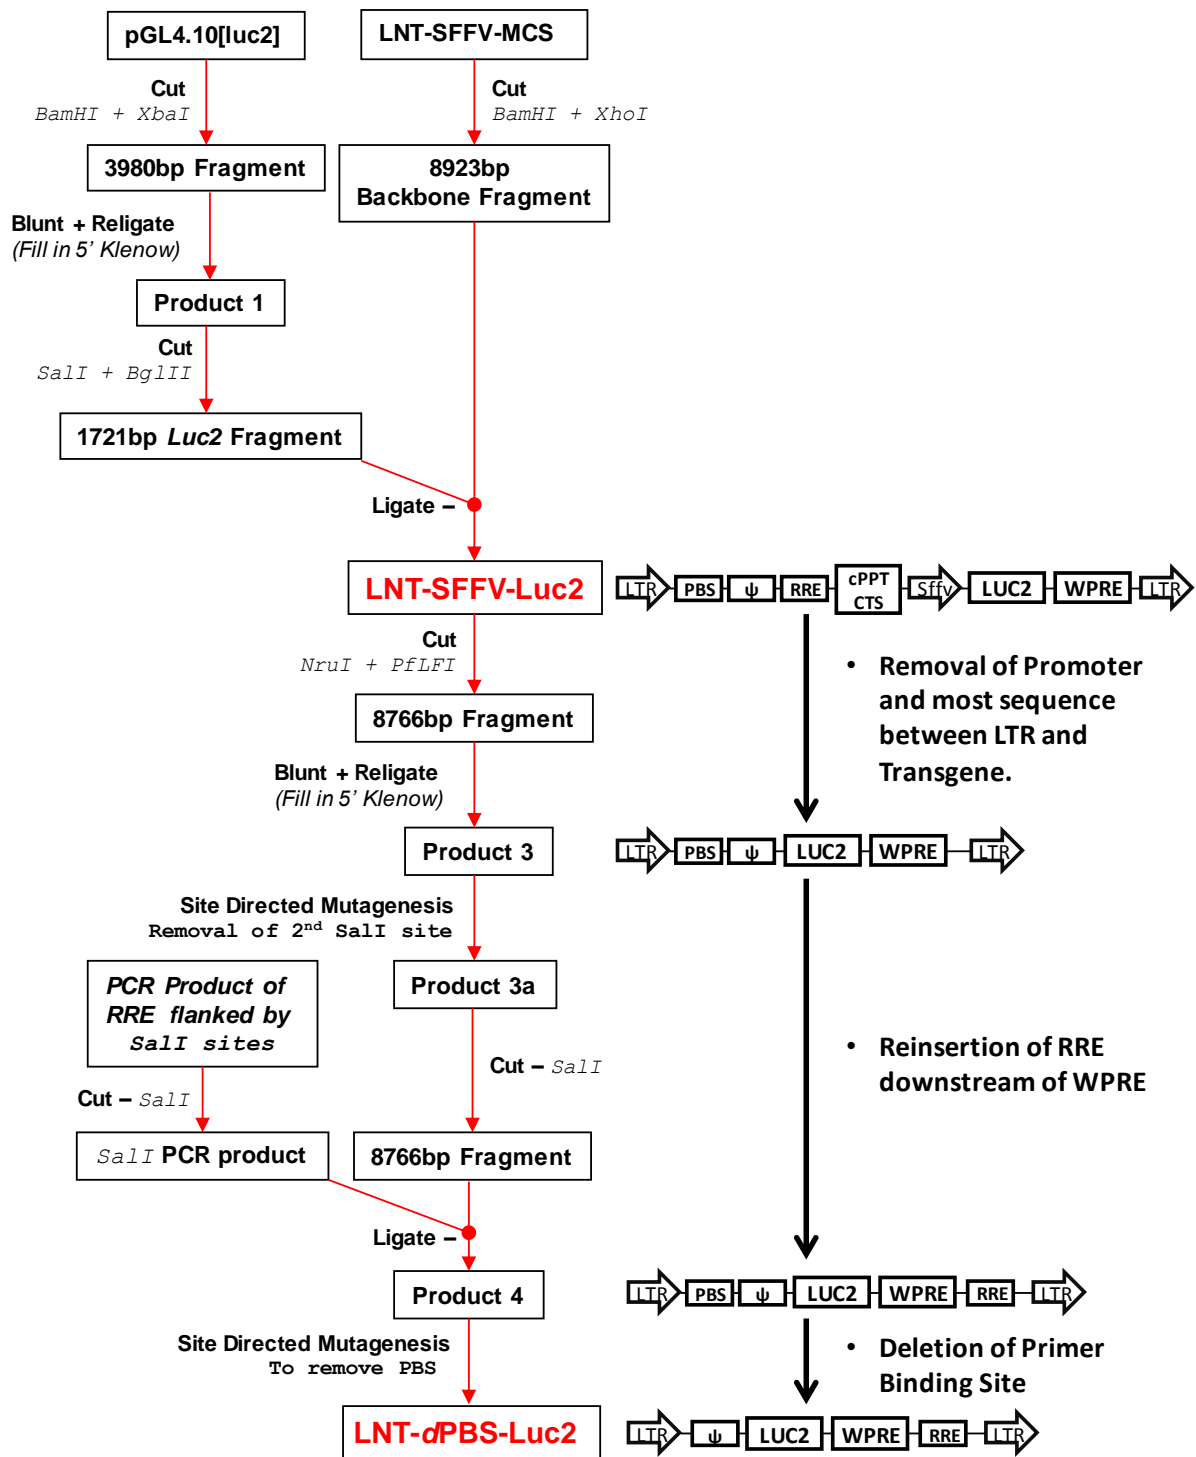 pGL4.10[luc2]
LNT-SFFV-MCS
Cut
BamHI + XbaI
Cut
BamHI + XhoI
3980bp Fragment
8923bp
Backbone Fragment
Blunt + Religate
(Fill in 5' Klenow)
Product 1
Cut
SalI + BglII
1721bp Luc2 Fragment
Ligate –
LNT-SFFV-Luc2
LTR
PBS
ψ
RRE
cPPT
CTS
Sffv
LUC2
WPRE
LTR
Cut
NruI + PfLFI
8766bp Fragment
• Removal of Promoter
and most sequence
between LTR and
Transgene.
Blunt + Religate
(Fill in 5' Klenow)
Product 3
LTR
PBS
ψ
LUC2
WPRE
LTR
Site Directed Mutagenesis
Removal of 2nd SalI site
PCR Product of
RRE flanked by
SalI sites
Product 3a
• Reinsertion of RRE
downstream of WPRE
Cut – SalI
Cut – SalI
SalI PCR product
8766bp Fragment
Ligate –
Product 4
LTR
PBS
ψ
LUC2
WPRE
RRE
LTR
Site Directed Mutagenesis
To remove PBS
• Deletion of Primer
Binding Site
LNT-dPBS-Luc2
LTR
ψ
LUC2
WPRE
RRE
LTR